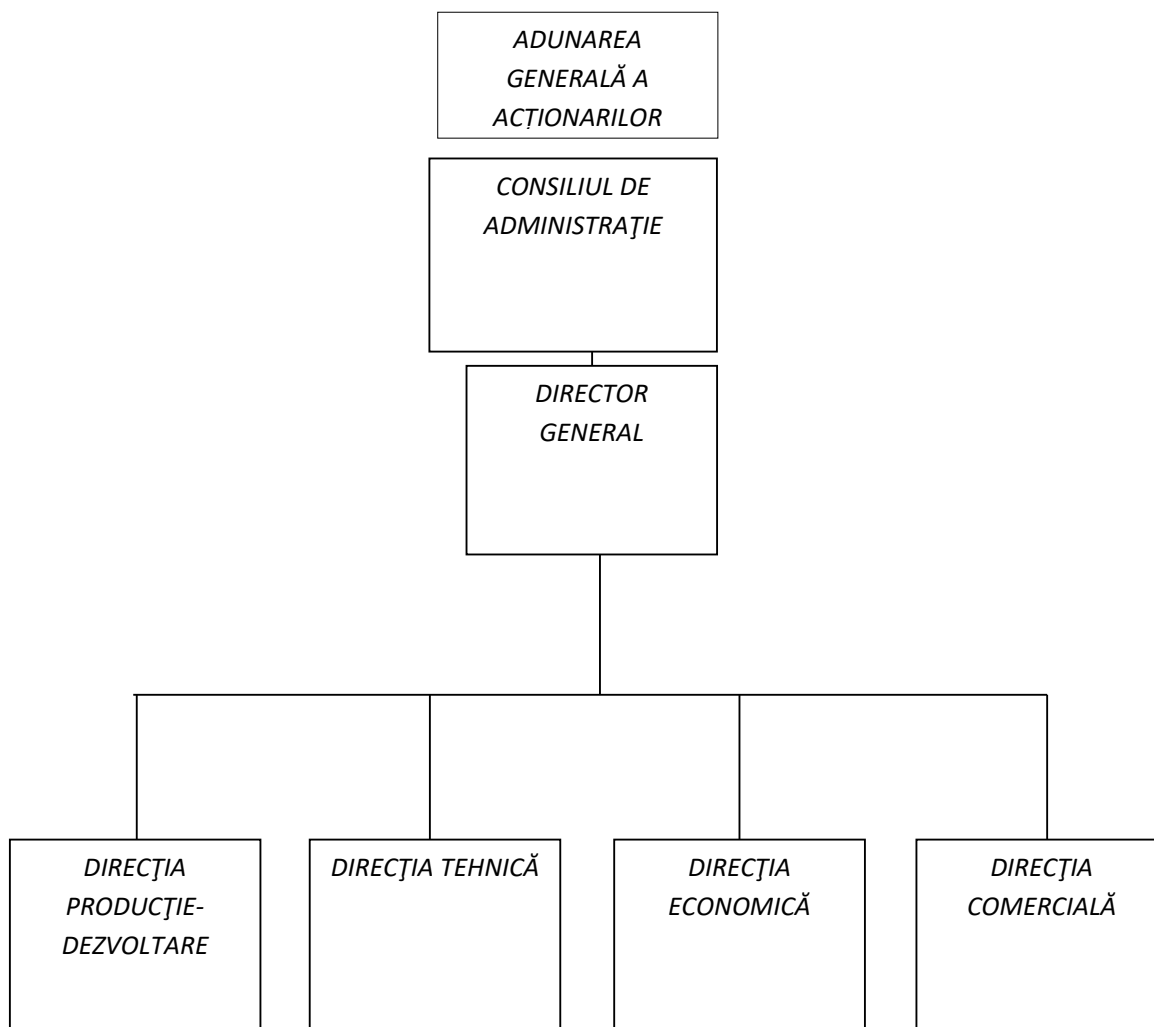 ADUNAREA
GENERALĂ A
ACȚIONARILOR
CONSILIUL DE
ADMINISTRAŢIE
DIRECTOR
GENERAL
DIRECŢIA
PRODUCŢIE-
DEZVOLTARE
DIRECŢIA TEHNICĂ
DIRECŢIA
ECONOMICĂ
DIRECŢIA
COMERCIALĂ